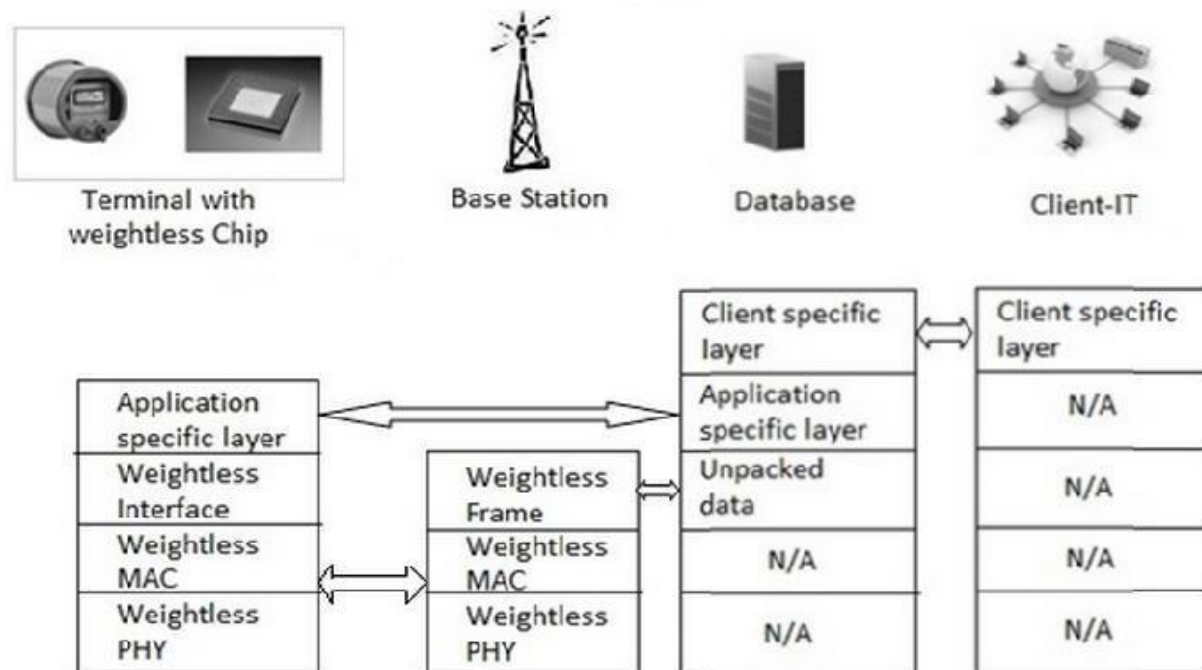 Terminal with
weightless Chip
Base Station
Database
Client-IT
Application
specific layer
Weightless
Interface
Weightless
MAC
Weightless
PHY
Weightless
Frame
Weightless
MAC
Weightless
PHY
Client specific
layer
Application
specific layer
Unpacked
data
N/A
N/A
Client specific
layer
N/A
N/A
N/A
N/A